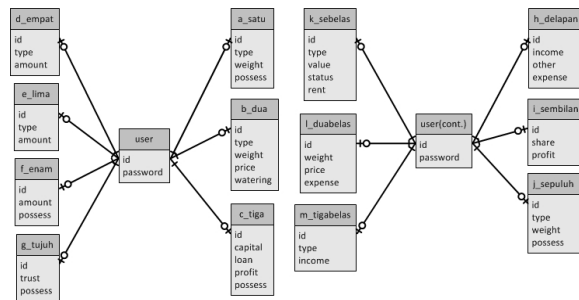 d_empat
id
type
amount
e_lima
id
type
amount
f_enam
id
amount
possess
g_tujuh
id
trust
possess
user
id
password
a_satu
id
type
weight
possess
b_dua
id
type
weight
price
watering
c_tiga
id
capital
loan
profit
possess
k_sebelas
id
type
value
status
rent
l_duabelas
id
weight
price
expense
m_tigabelas
id
type
income
user(cont.)
id
password
h_delapan
id
income
other
expense
i_sembilan
id
share
profit
j_sepuluh
id
type
weight
possess